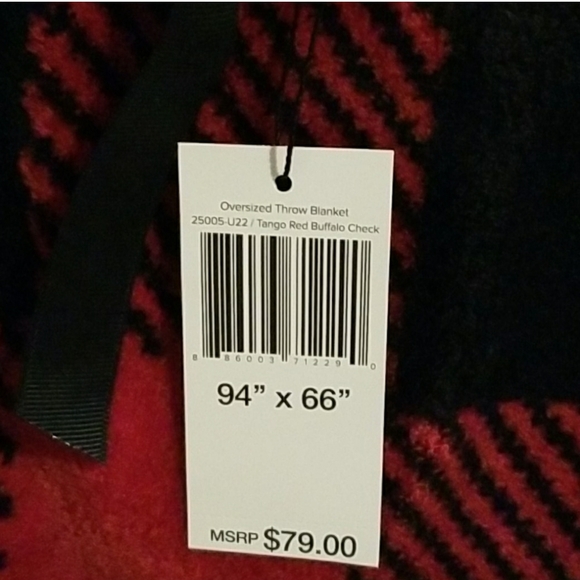 Oversized Throw Blanket
25005-U22 / Tango Red Buffalo Check
8 86003 71229 0
94” x 66”
MSRP $79.00